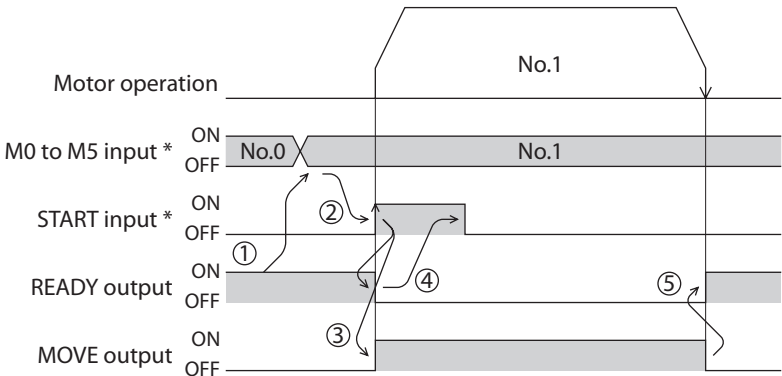 No.1
Motor operation
M0 to M5 input *
ON
OFF
No.0
No.1
START input *
ON
OFF
②
①
READY output
ON
OFF
④
⑤
③
MOVE output
ON
OFF